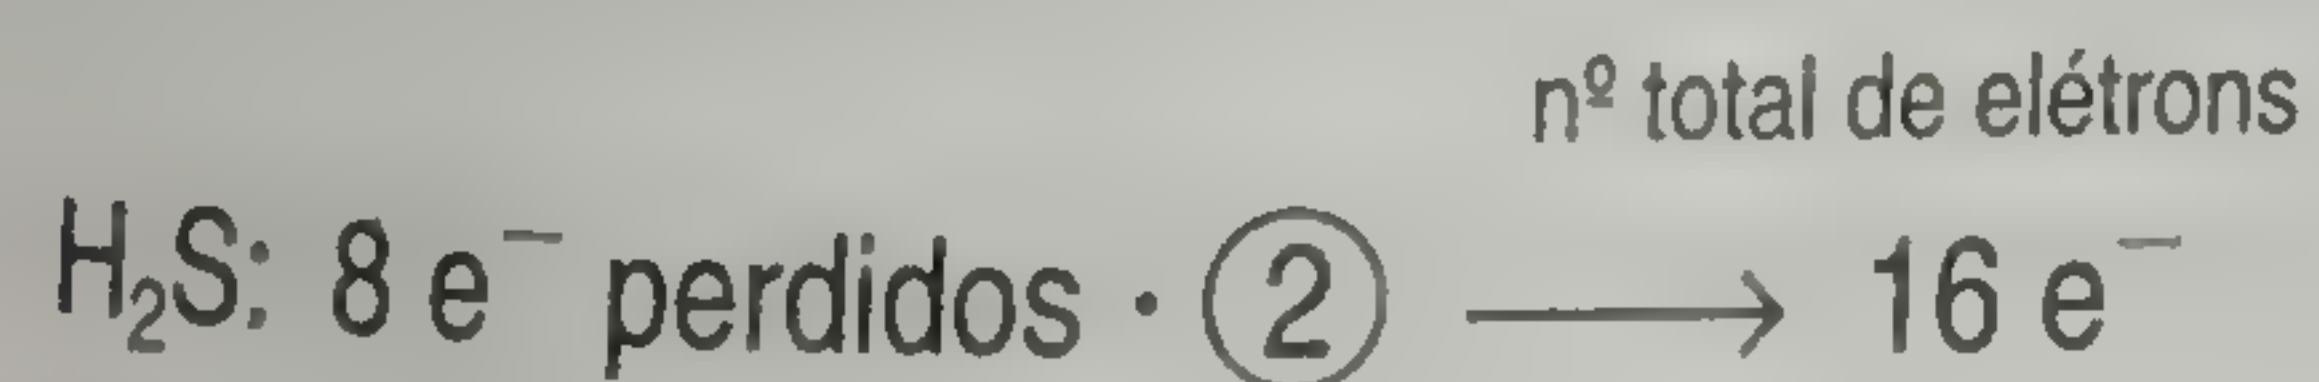 nº total de elétrons
H₂S: 8 e⁻ perdidos · ② ⟶ 16 e⁻